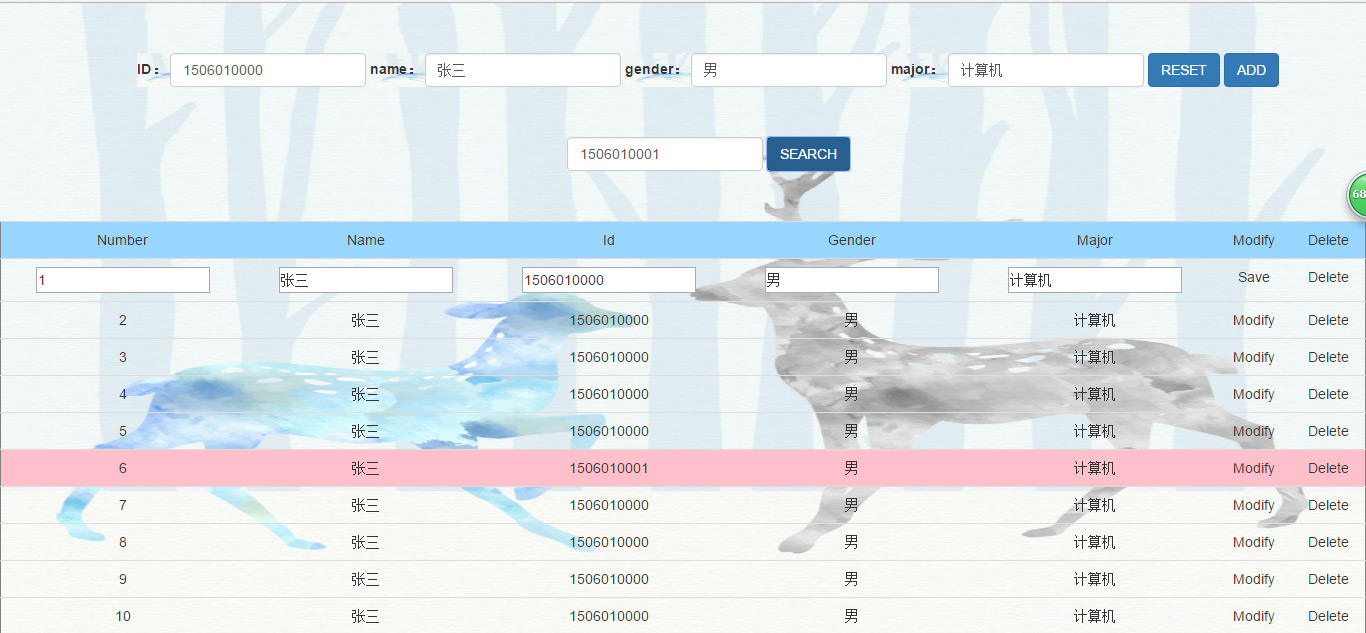 ID： 1506010000 name： 张三 gender： 男 major： 计算机 RESET ADD
1506010001 SEARCH
68
Number Name Id Gender Major Modify Delete
1 张三 1506010000 男 计算机 Save Delete
2 张三 1506010000 男 计算机 Modify Delete
3 张三 1506010000 男 计算机 Modify Delete
4 张三 1506010000 男 计算机 Modify Delete
5 张三 1506010000 男 计算机 Modify Delete
6 张三 1506010001 男 计算机 Modify Delete
7 张三 1506010000 男 计算机 Modify Delete
8 张三 1506010000 男 计算机 Modify Delete
9 张三 1506010000 男 计算机 Modify Delete
10 张三 1506010000 男 计算机 Modify Delete